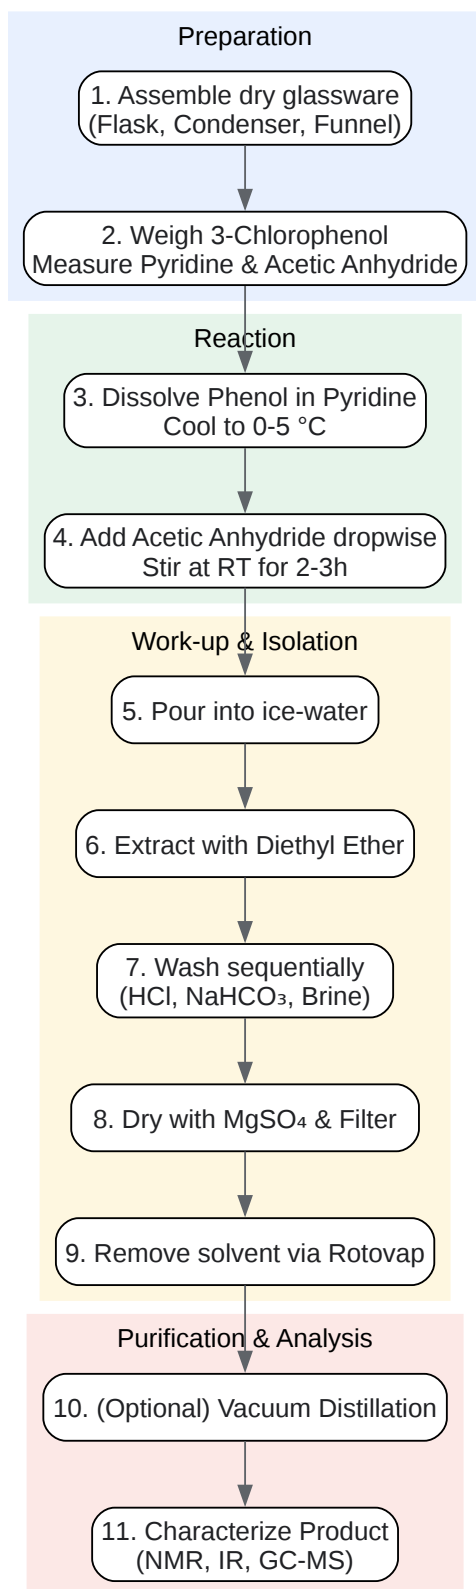 Preparation
1. Assemble dry glassware
(Flask, Condenser, Funnel)
2. Weigh 3-Chlorophenol
Measure Pyridine & Acetic Anhydride
Reaction
3. Dissolve Phenol in Pyridine
Cool to 0-5 °C
4. Add Acetic Anhydride dropwise
Stir at RT for 2-3h
Work-up & Isolation
5. Pour into ice-water
6. Extract with Diethyl Ether
7. Wash sequentially
(HCl, NaHCO₃, Brine)
8. Dry with MgSO₄ & Filter
9. Remove solvent via Rotovap
Purification & Analysis
10. (Optional) Vacuum Distillation
11. Characterize Product
(NMR, IR, GC-MS)